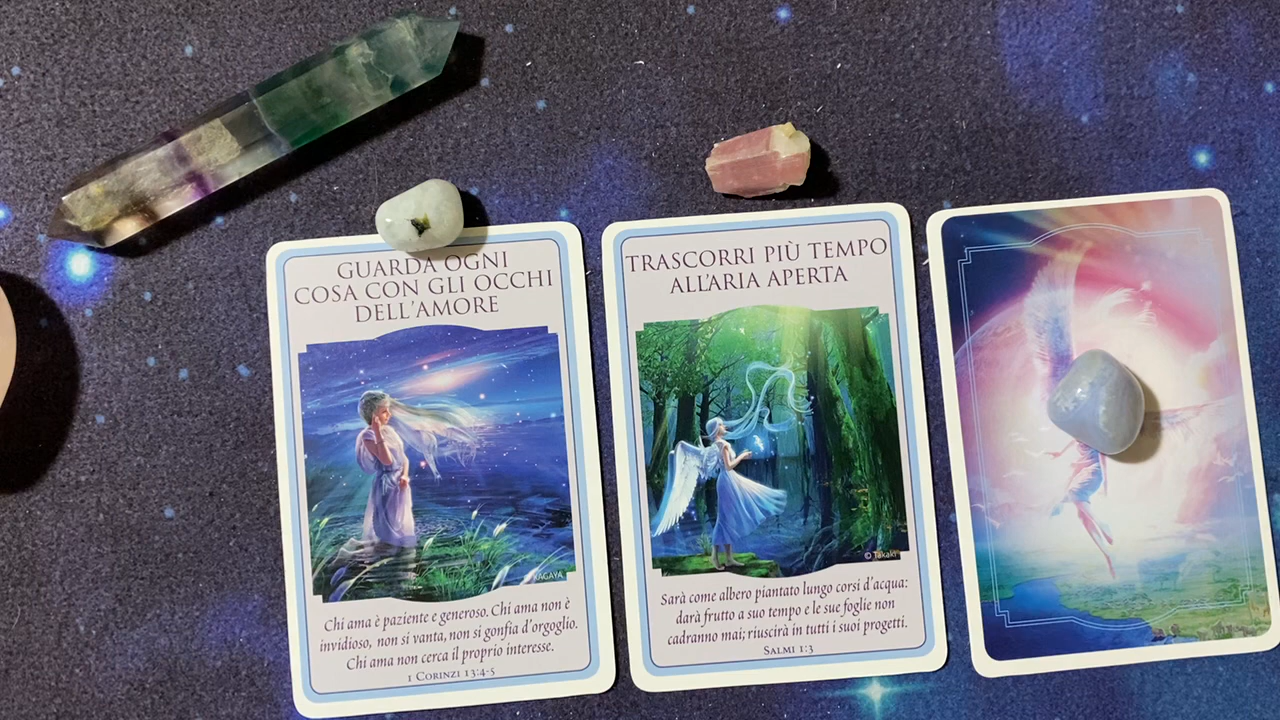 GUARDA OGNI
COSA CON GLI OCCHI
DELL'AMORE
KAGAYA
Chi ama è paziente e generoso. Chi ama non è
invidioso, non si vanta, non si gonfia d'orgoglio.
Chi ama non cerca il proprio interesse.
1 CORINZI 13:4-5
TRASCORRI PIÙ TEMPO
ALL'ARIA APERTA
© Takaki
Sarà come albero piantato lungo corsi d'acqua:
darà frutto a suo tempo e le sue foglie non
cadranno mai; riuscirà in tutti i suoi progetti.
SALMI 1:3